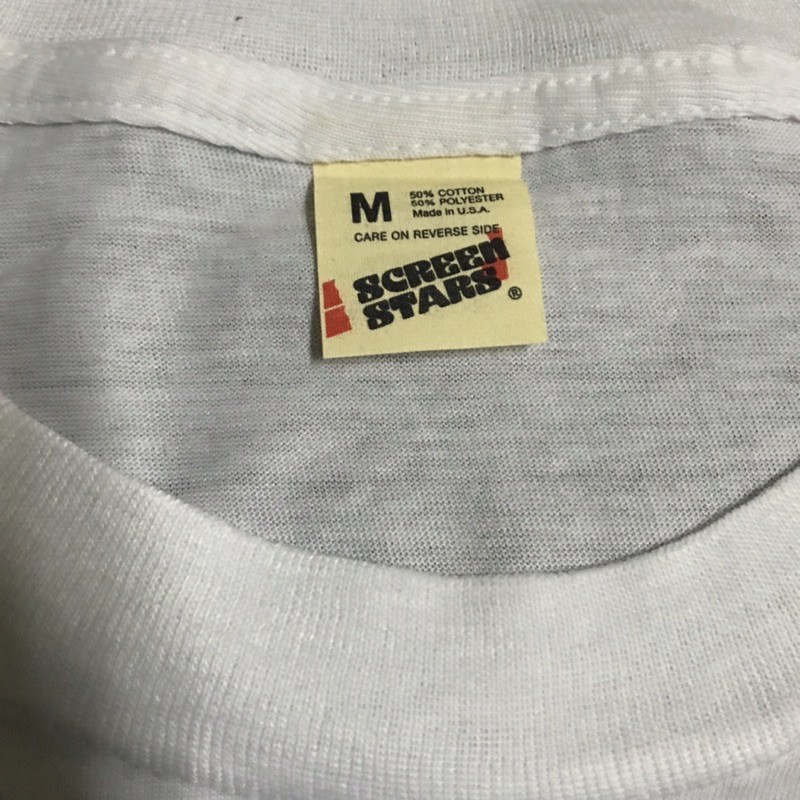 M
50% COTTON
50% POLYESTER
Made in U.S.A.
CARE ON REVERSE SIDE
SCREEN
STARS ®